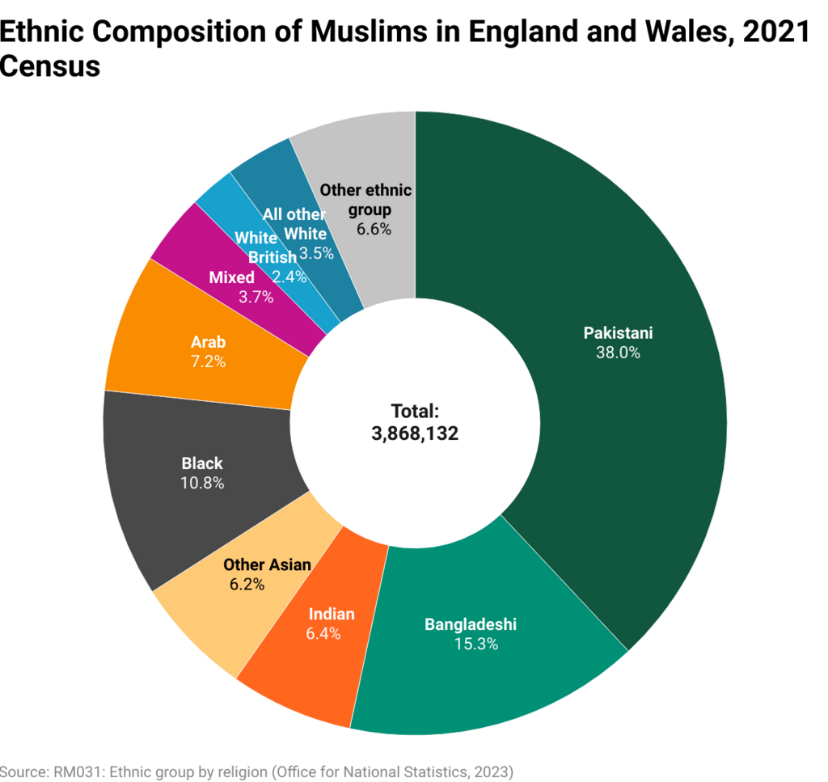 Ethnic Composition of Muslims in England and Wales, 2021
Census
Other ethnic
group
6.6%
All other
White
3.5%
White
British
2.4%
Mixed
3.7%
Arab
7.2%
Pakistani
38.0%
Total:
3,868,132
Black
10.8%
Other Asian
6.2%
Indian
6.4%
Bangladeshi
15.3%
Source: RM031: Ethnic group by religion (Office for National Statistics, 2023)